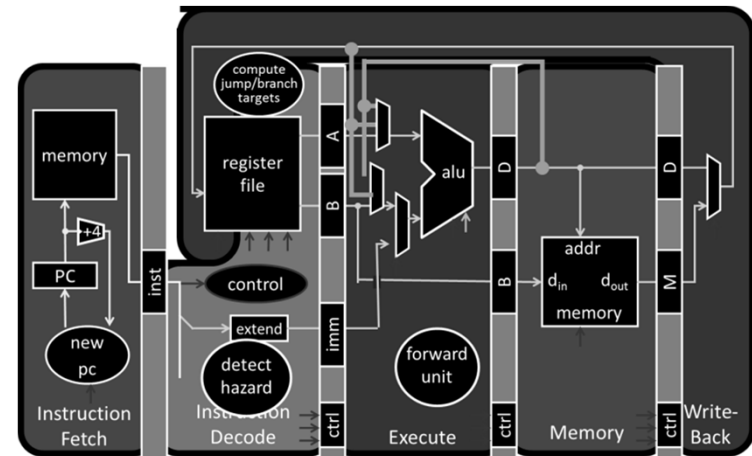 compute
jump/branch
targets
memory
register
file
alu
A
B
D
D
+4
addr
PC
inst
control
B
d_in
d_out
M
memory
new
pc
extend
imm
detect
hazard
forward
unit
Instruction
Fetch
Instruction
Decode
ctrl
Execute
ctrl
Memory
ctrl
Write-
Back